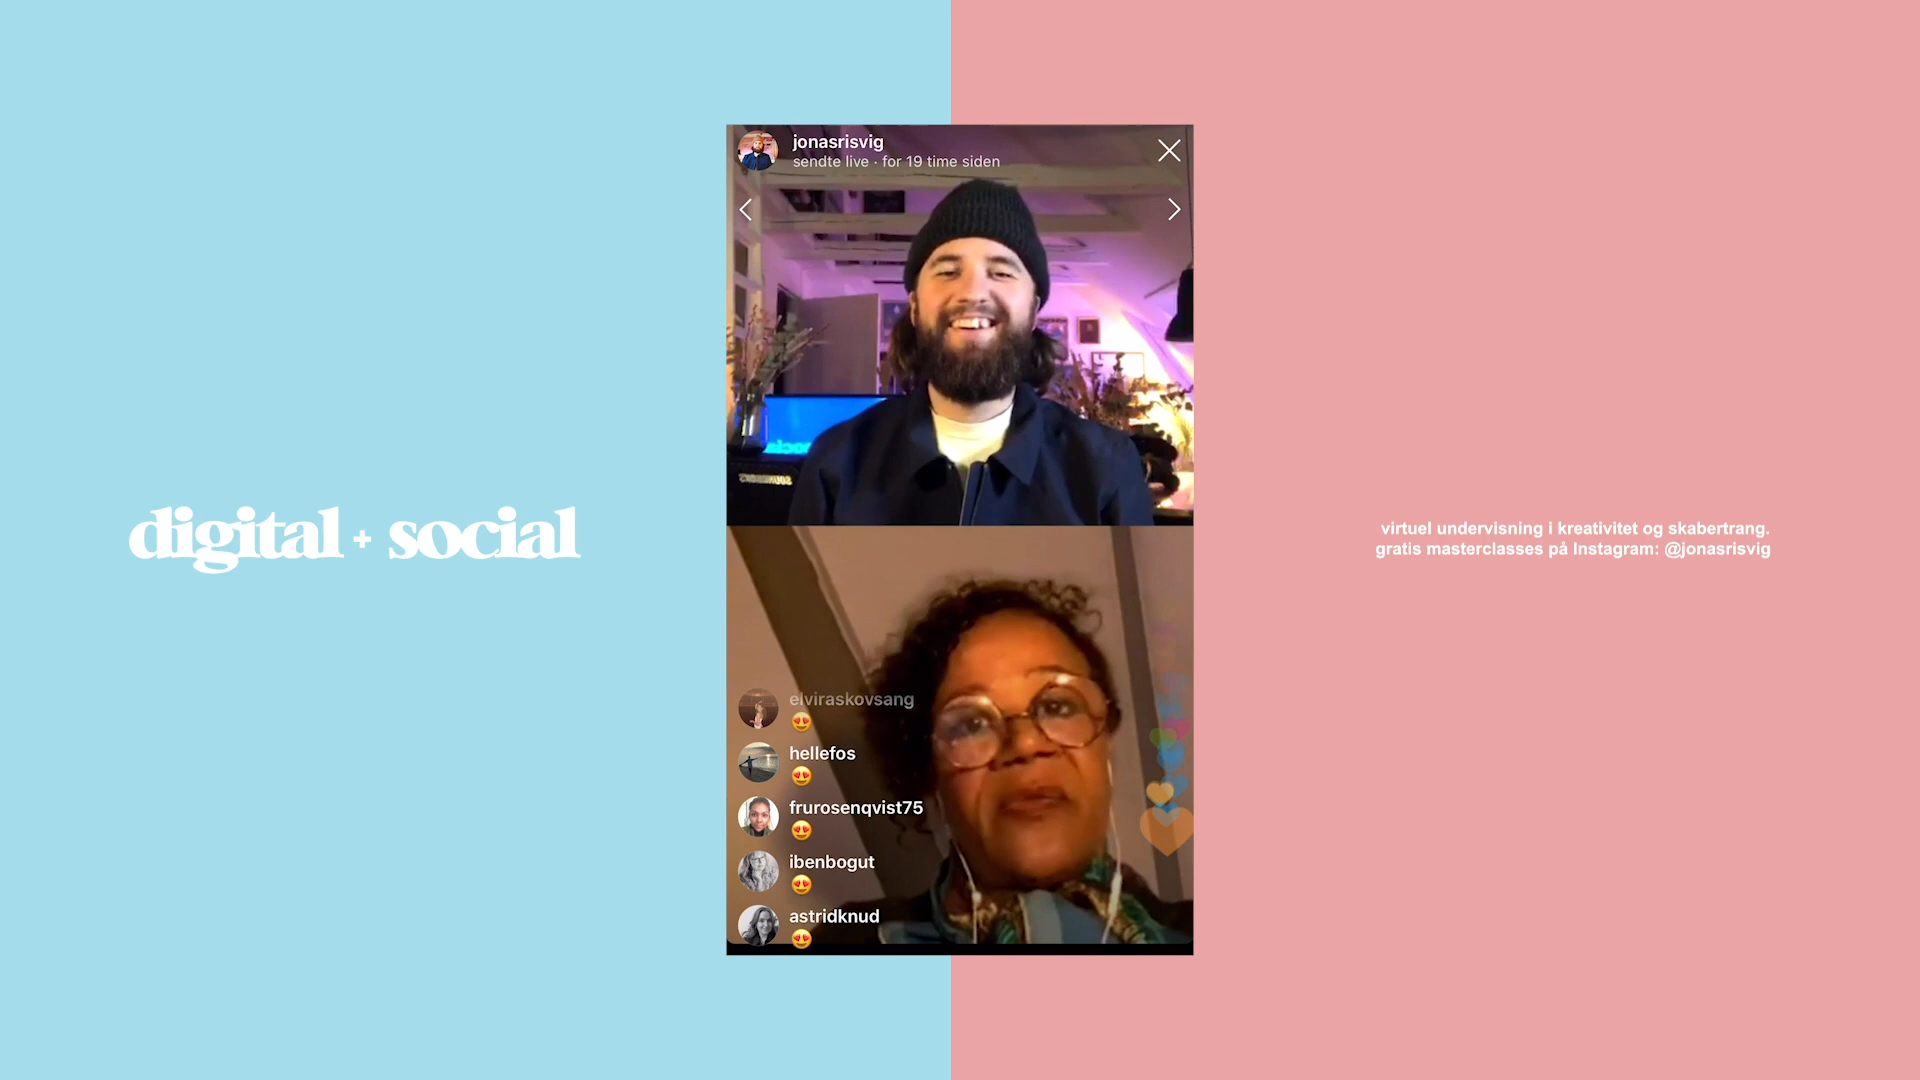 jonasrisvig
sendte live · for 19 time siden
digital + social
virtuel undervisning i kreativitet og skabertrang.
gratis masterclasses på Instagram: @jonasrisvig
elviraskovsang
😍
hellefos
😍
frurosenqvist75
😍
ibenbogut
😍
astridknud
😍